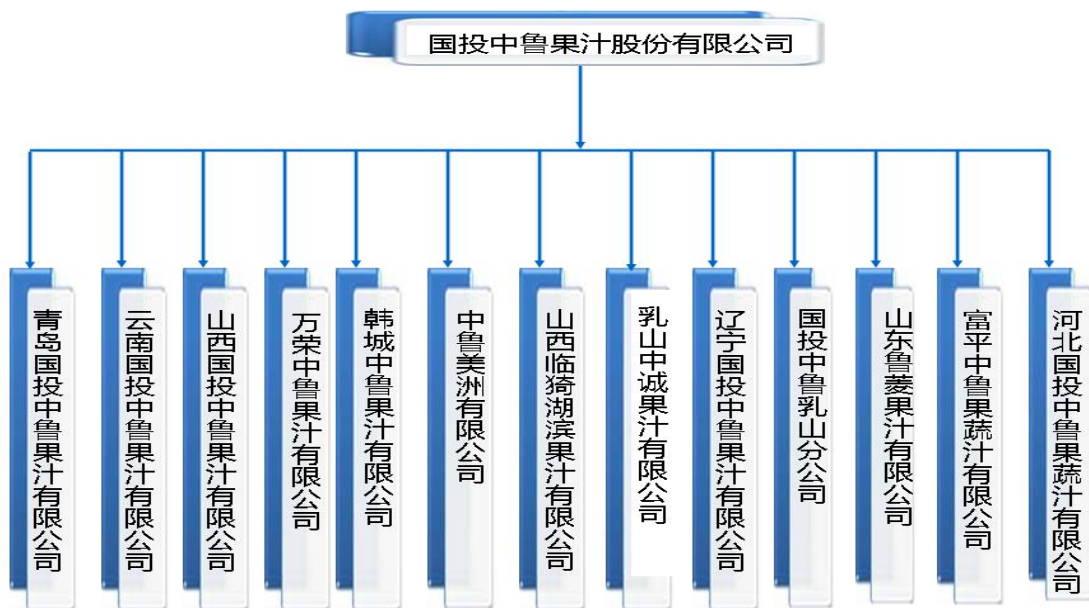 国投中鲁果汁股份有限公司
青岛国投中鲁果汁有限公司
云南国投中鲁果汁有限公司
山西国投中鲁果汁有限公司
万荣中鲁果汁有限公司
韩城中鲁果汁有限公司
中鲁美洲有限公司
山西临猗湖滨果汁有限公司
乳山中诚果汁有限公司
辽宁国投中鲁果汁有限公司
国投中鲁乳山分公司
山东鲁菱果汁有限公司
富平中鲁果蔬汁有限公司
河北国投中鲁果蔬汁有限公司